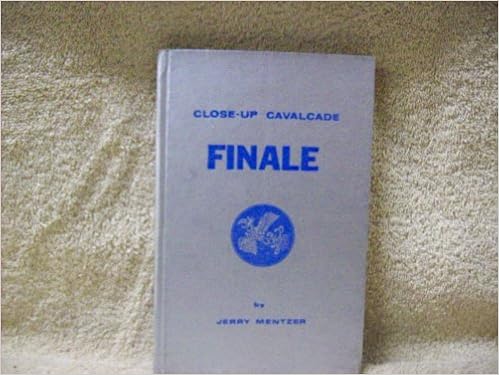 CLOSE-UP CAVALCADE
FINALE
by
JERRY MENTZER